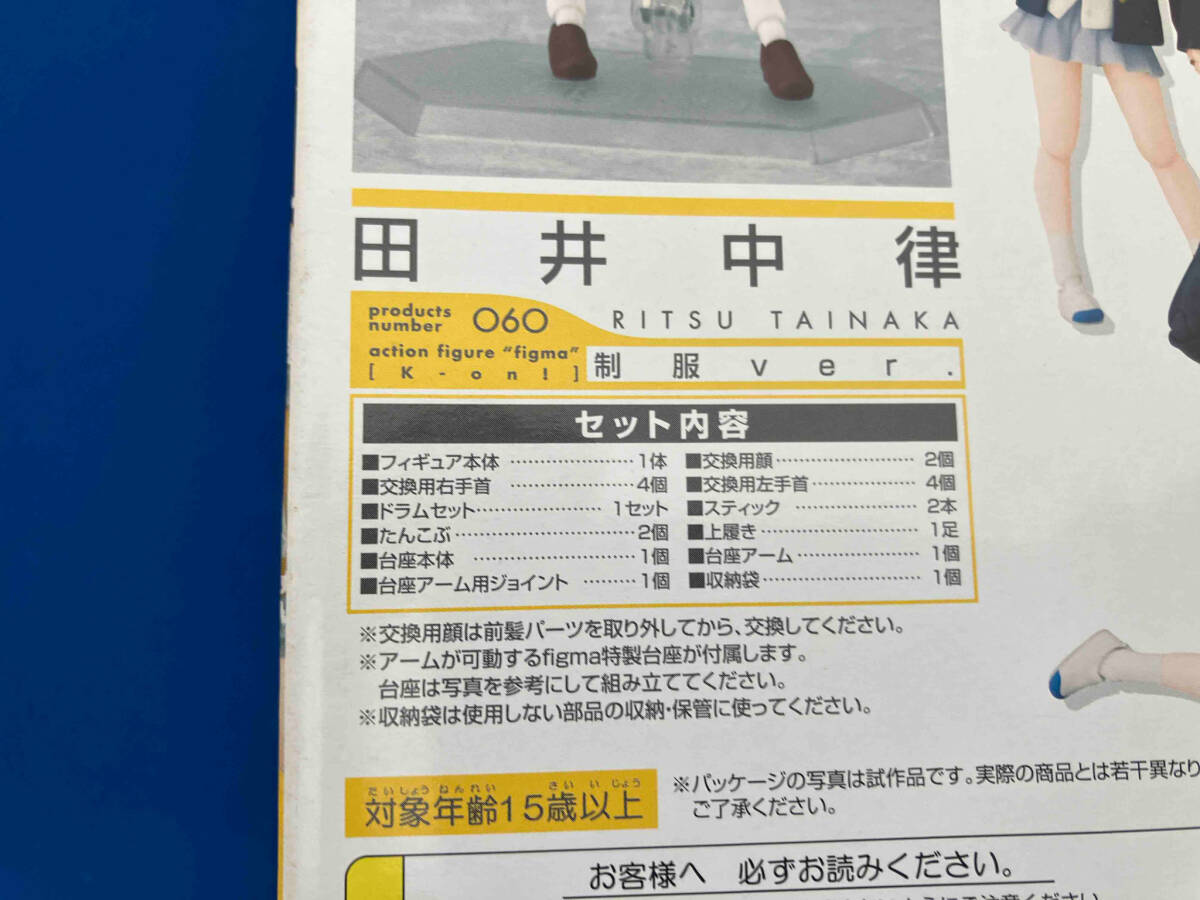 田井中律
products number 060
RITSU TAINAKA
action figure "figma"
[K-on!]
制服ver.
セット内容
■フィギュア本体 ………………… 1体
■交換用顔 ………………… 2個
■交換用右手首 ………………… 4個
■交換用左手首 ………………… 4個
■ドラムセット ………………… 1セット
■スティック ………………… 2本
■たんこぶ ………………… 2個
■上履き ………………… 1足
■台座本体 ………………… 1個
■台座アーム ………………… 1個
■台座アーム用ジョイント ……… 1個
■収納袋 ………………… 1個
※交換用顔は前髪パーツを取り外してから、交換してください。
※アームが可動するfigma特製台座が付属します。
台座は写真を参考にして組み立ててください。
※収納袋は使用しない部品の収納・保管に使ってください。
たいしょうねんれい さいいじょう
対象年齢15歳以上
※パッケージの写真は試作品です。実際の商品とは若干異なり
ご了承ください。
お客様へ 必ずお読みください。